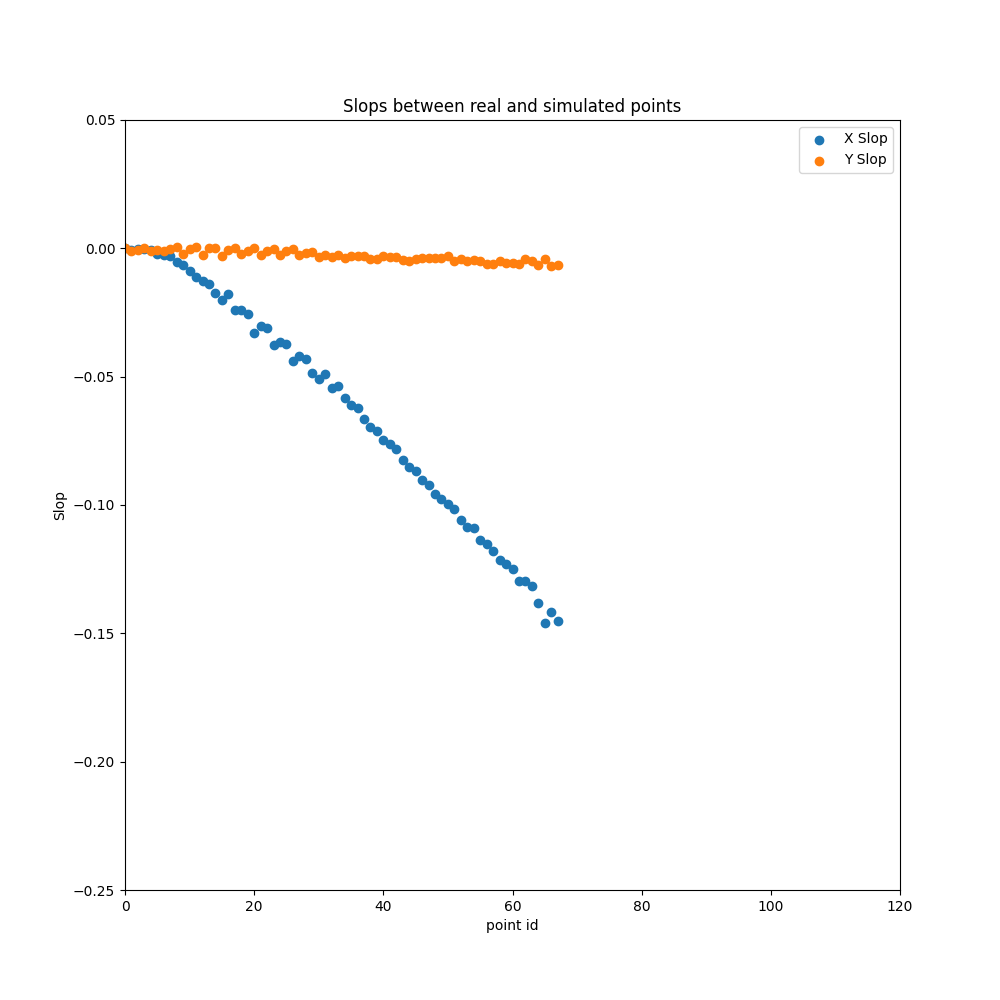 Slops between real and simulated points
X Slop
Y Slop
0.05
0.00
−0.05
−0.10
−0.15
−0.20
−0.25
Slop
0 20 40 60 80 100 120
point id